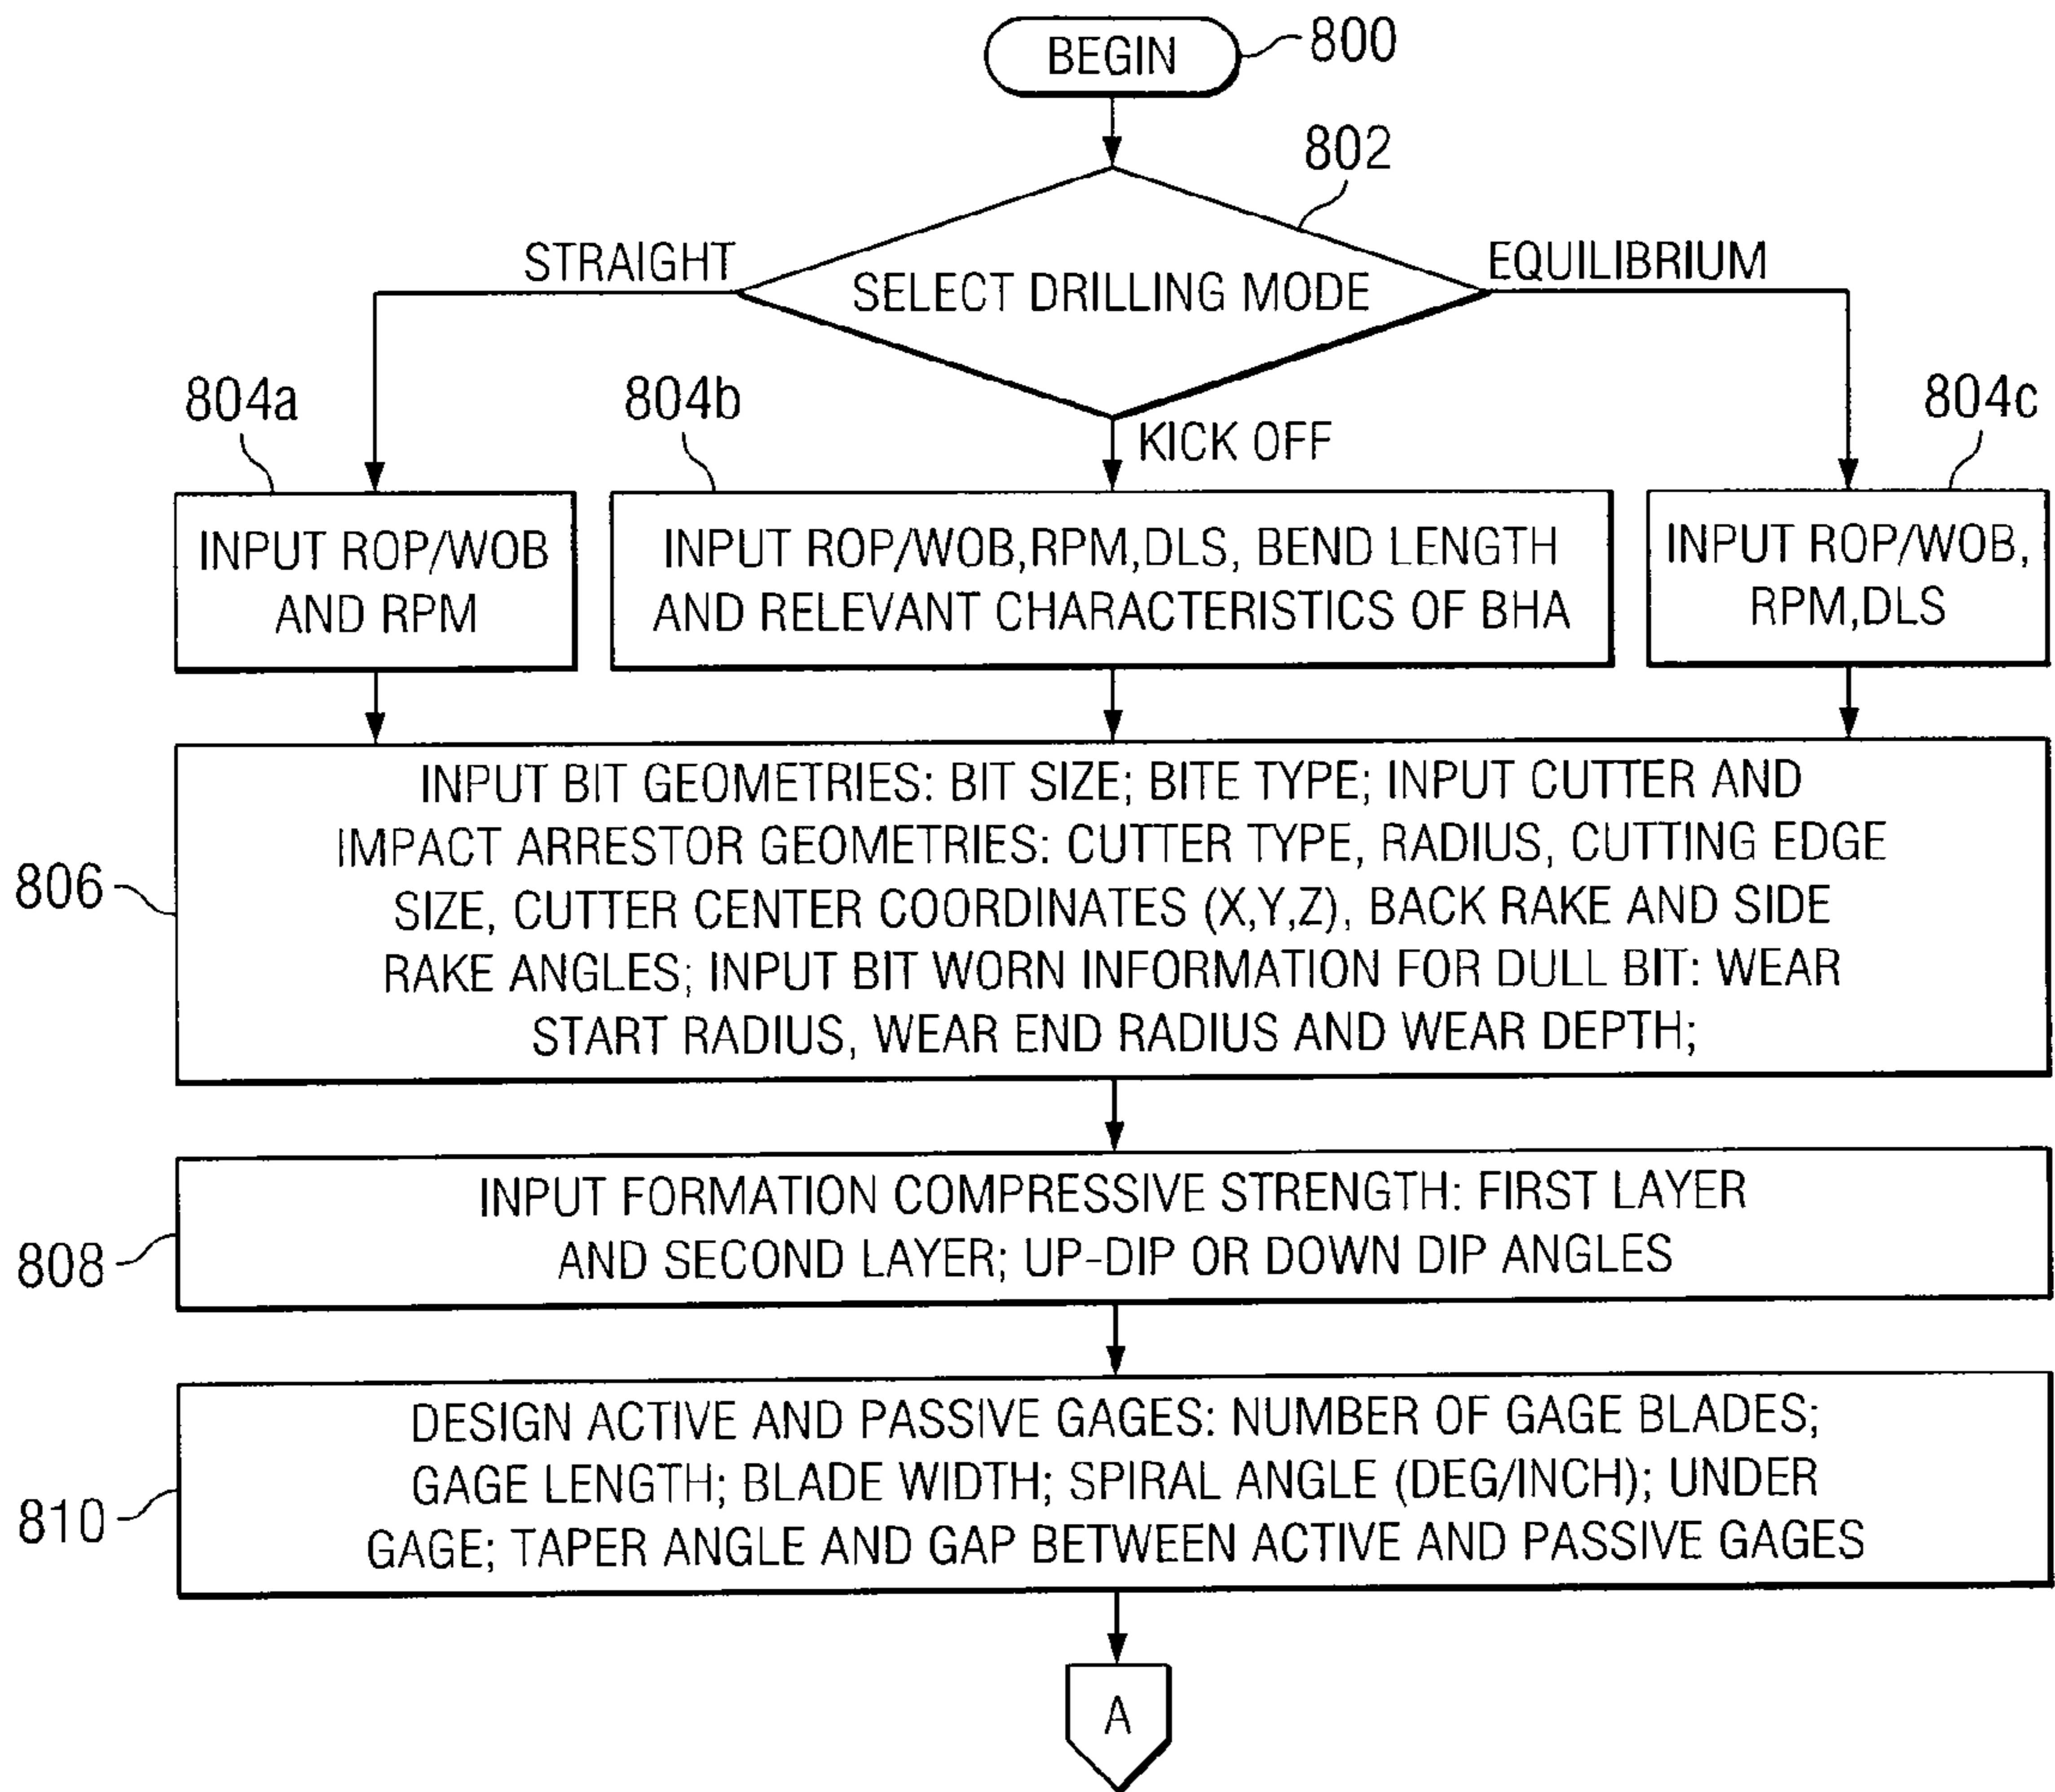 BEGIN
800
802
STRAIGHT
SELECT DRILLING MODE
EQUILIBRIUM
804a
804b
KICK OFF
804c
INPUT ROP/WOB
AND RPM
INPUT ROP/WOB,RPM,DLS, BEND LENGTH
AND RELEVANT CHARACTERISTICS OF BHA
INPUT ROP/WOB,
RPM,DLS
806
INPUT BIT GEOMETRIES: BIT SIZE; BITE TYPE; INPUT CUTTER AND
IMPACT ARRESTOR GEOMETRIES: CUTTER TYPE, RADIUS, CUTTING EDGE
SIZE, CUTTER CENTER COORDINATES (X,Y,Z), BACK RAKE AND SIDE
RAKE ANGLES; INPUT BIT WORN INFORMATION FOR DULL BIT: WEAR
START RADIUS, WEAR END RADIUS AND WEAR DEPTH;
808
INPUT FORMATION COMPRESSIVE STRENGTH: FIRST LAYER
AND SECOND LAYER; UP-DIP OR DOWN DIP ANGLES
810
DESIGN ACTIVE AND PASSIVE GAGES: NUMBER OF GAGE BLADES;
GAGE LENGTH; BLADE WIDTH; SPIRAL ANGLE (DEG/INCH); UNDER
GAGE; TAPER ANGLE AND GAP BETWEEN ACTIVE AND PASSIVE GAGES
A